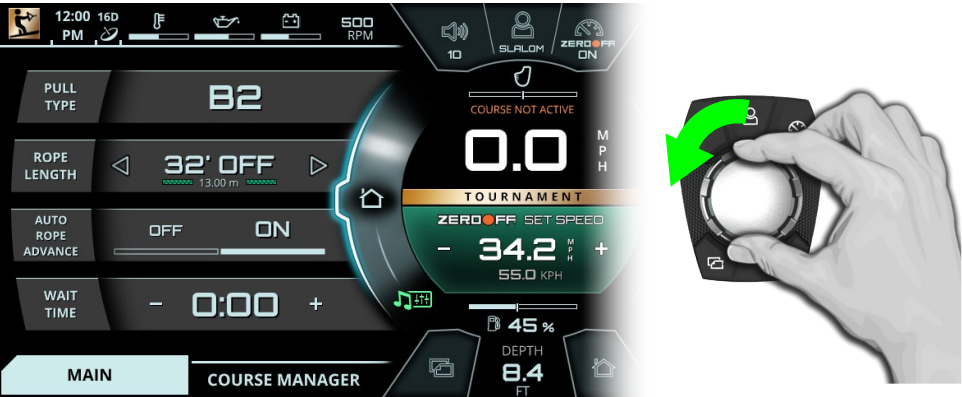 12:00 16D
PM
500
RPM
10
SLALOM
ZEROOFF
ON
PULL
TYPE
B2
COURSE NOT ACTIVE
0.0
MPH
ROPE
LENGTH
32' OFF
13.00 m
TOURNAMENT
ZEROOFF SET SPEED
- 34.2 MPH +
55.0 KPH
AUTO
ROPE
ADVANCE
OFF ON
WAIT
TIME
- 0:00 +
45 %
DEPTH
8.4
FT
MAIN
COURSE MANAGER